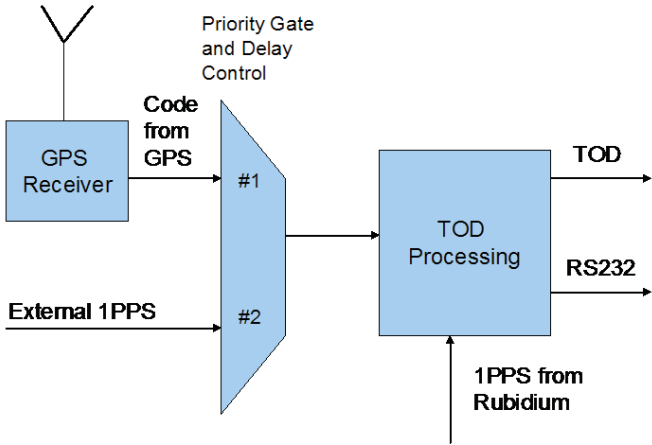 Priority Gate
and Delay
Control
Code
from
GPS
GPS
Receiver
#1
TOD
TOD
Processing
RS232
External 1PPS
#2
1PPS from
Rubidium